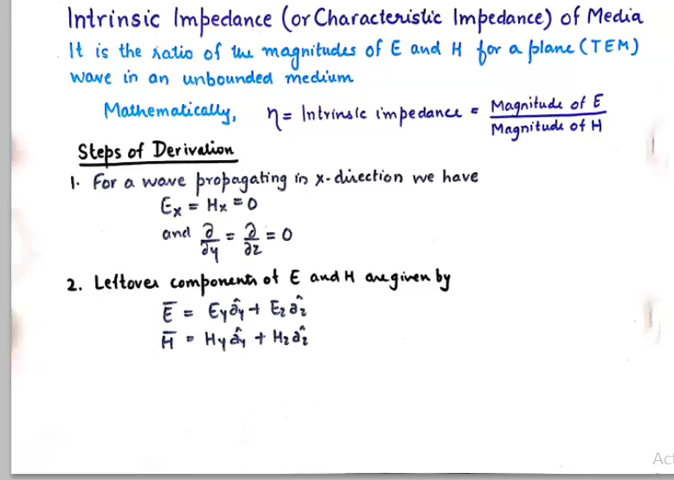 Intrinsic Impedance (or Characteristic Impedance) of Media
It is the ratio of the magnitudes of E and H for a plane (TEM)
wave in an unbounded medium
Mathematically, η = Intrinsic impedance = Magnitude of E / Magnitude of H
Steps of Derivation
1. For a wave propagating in x-direction we have
Ex = Hx = 0
and ∂/∂y = ∂/∂z = 0
2. Leftover components of E and H are given by
E̅ = Ey ây + Ez âz
H̅ = Hy ây + Hz âz
Act